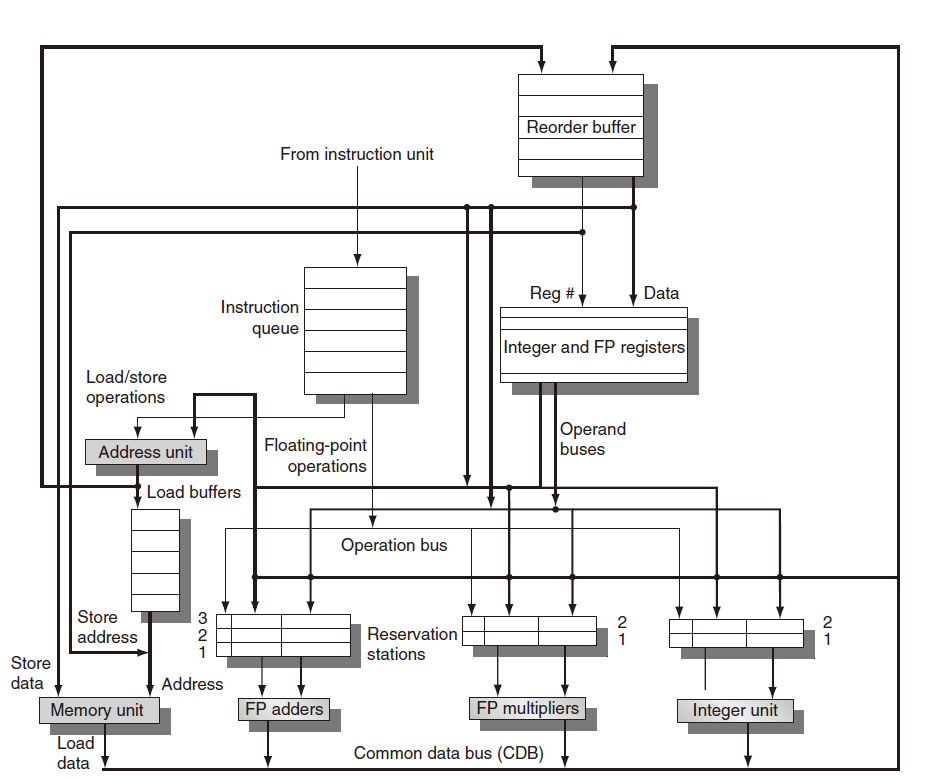 Reorder buffer
From instruction unit
Reg #
Data
Instruction
queue
Integer and FP registers
Load/store
operations
Operand
buses
Address unit
Floating-point
operations
Load buffers
Operation bus
Store
address
3
2
1
Reservation
stations
2
1
2
1
Store
data
Address
Memory unit
FP adders
FP multipliers
Integer unit
Load
data
Common data bus (CDB)